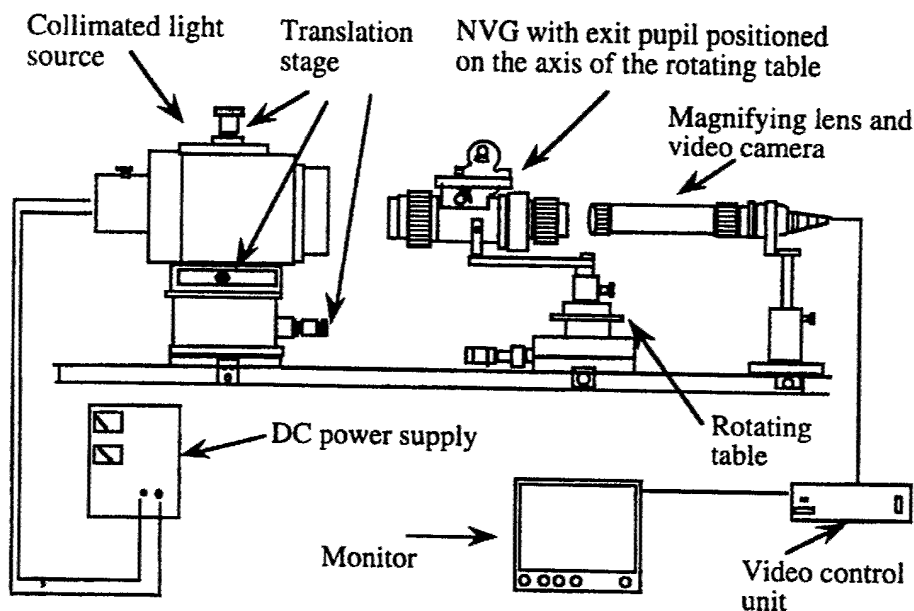 Collimated light
source
Translation
stage
NVG with exit pupil positioned
on the axis of the rotating table
Magnifying lens and
video camera
DC power supply
Rotating
table
Monitor
Video control
unit